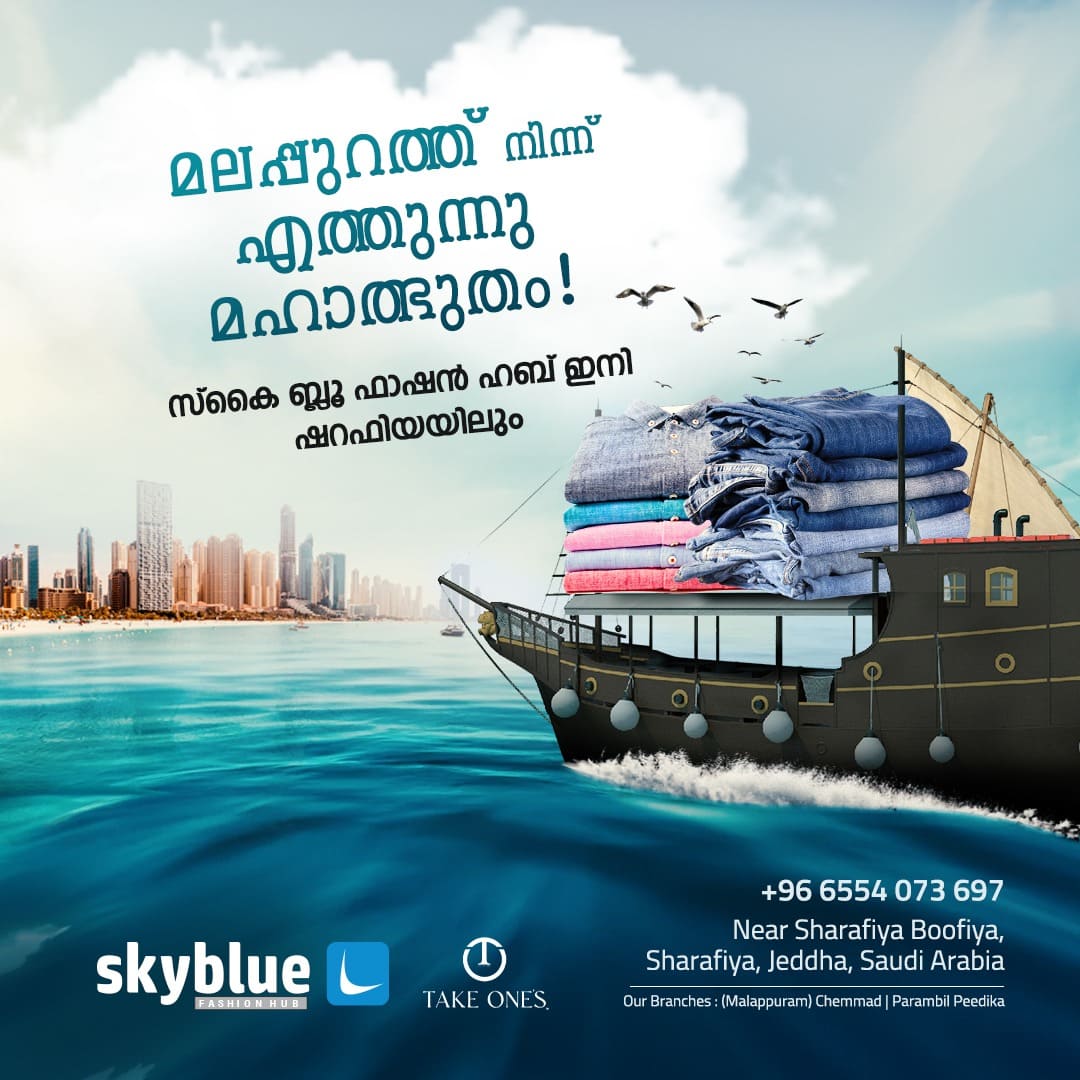 മലപ്പുറത്ത് നിന്ന്
എത്തുന്നു
മഹാത്ഭുതം!
സ്കൈ ബ്ലൂ ഫാഷൻ ഹബ് ഇനി
ഷറഫിയയിലും
+96 6554 073 697
Near Sharafiya Boofiya,
Sharafiya, Jeddha, Saudi Arabia
Our Branches : (Malappuram) Chemmad | Parambil Peedika
skyblue
FASHION HUB
TAKE ONE'S